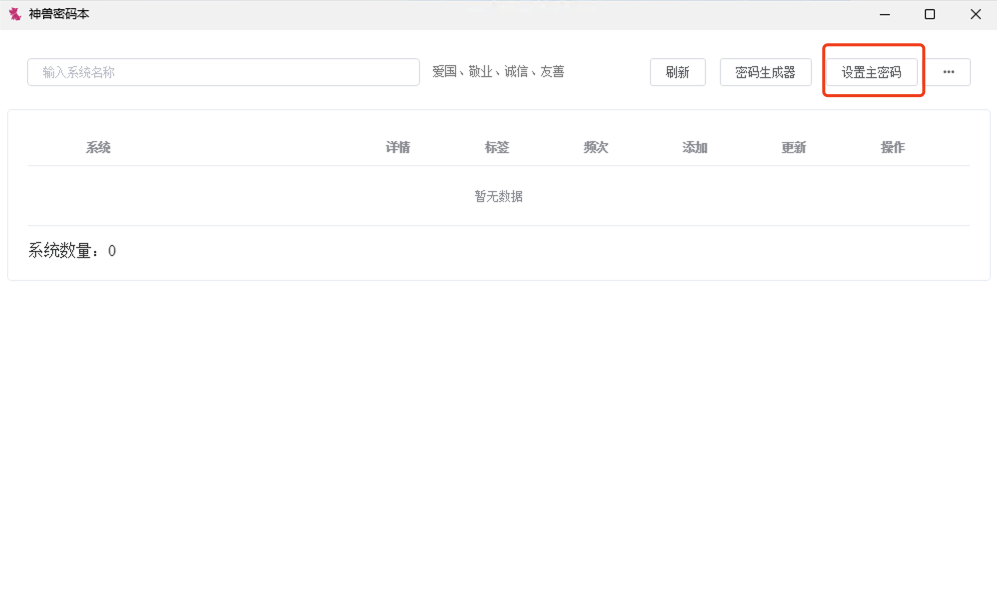 神兽密码本
输入系统名称 爱国、敬业、诚信、友善 刷新 密码生成器 设置主密码 ···
系统 详情 标签 频次 添加 更新 操作
暂无数据
系统数量：0